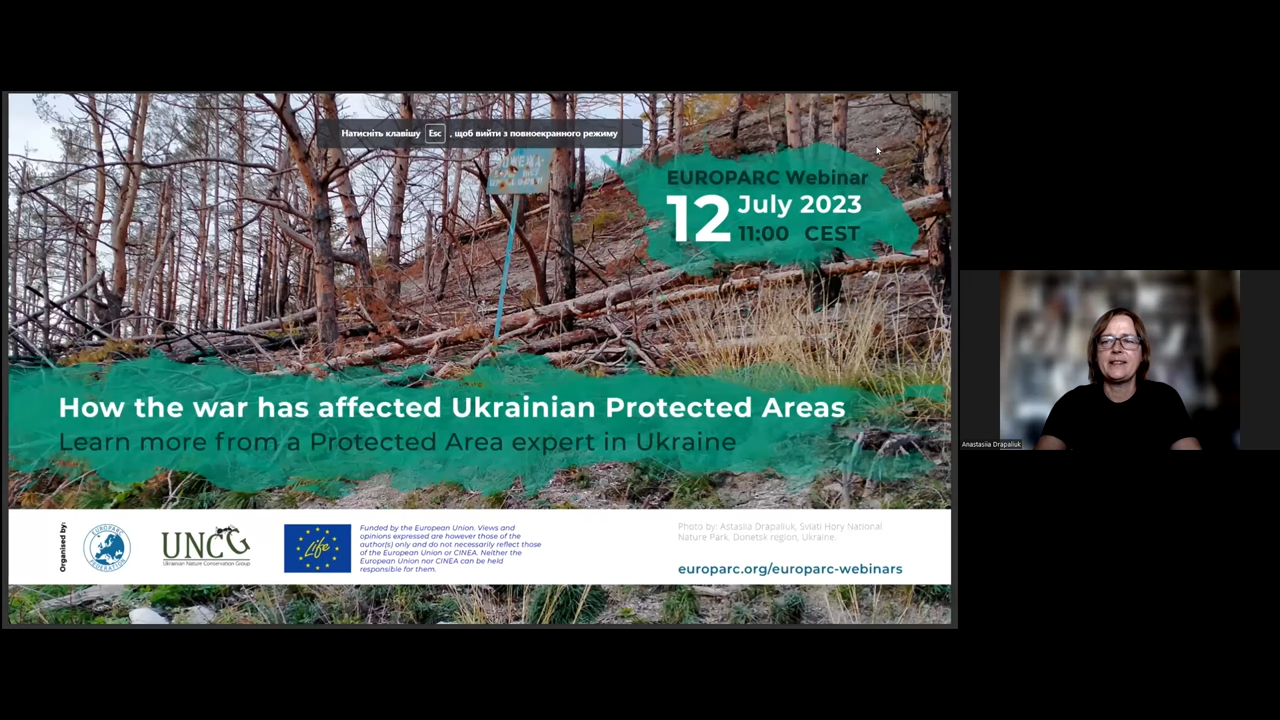 Натисніть клавішу Esc , щоб вийти з повноекранного режиму
EUROPARC Webinar
12 July 2023
11:00 CEST
How the war has affected Ukrainian Protected Areas
Learn more from a Protected Area expert in Ukraine
Organised by:
EUROPARC
FEDERATION
UNCG
Ukrainian Nature Conservation Group
Life
Funded by the European Union. Views and
opinions expressed are however those of the
author(s) only and do not necessarily reflect those
of the European Union or CINEA. Neither the
European Union nor CINEA can be held
responsible for them.
Photo by: Astasiia Drapaliuk, Sviati Hory National
Nature Park, Donetsk region, Ukraine.
europarc.org/europarc-webinars
Anastasiia Drapaliuk